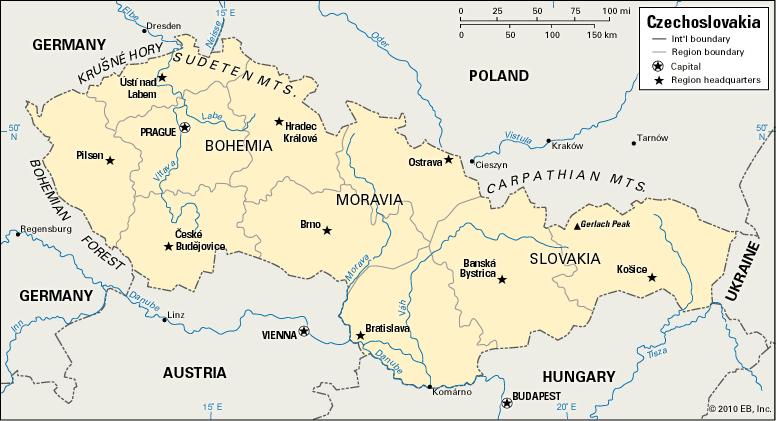 Elbe
15°E
Dresden
Neisse
Oder
0 25 50 75 100 mi
0 50 100 150 km
Czechoslovakia
Int'l boundary
Region boundary
Capital
Region headquarters
GERMANY
KRUŠNÉ HORY
SUDETEN MTS.
POLAND
Ústí nad
Labem
Labe
PRAGUE
Hradec
Králové
50°
N
50°
N
BOHEMIA
Pilsen
Vltava
Vistula
Kraków
Tarnów
Ostrava
Cieszyn
CARPATHIAN MTS.
BOHEMIAN
FOREST
MORAVIA
Regensburg
České
Budějovice
Brno
Gerlach Peak
SLOVAKIA
Banská
Bystrica
Košice
UKRAINE
Morava
Váh
GERMANY
Danube
Inn
Linz
VIENNA
Bratislava
Danube
Tisza
AUSTRIA
Komárno
HUNGARY
BUDAPEST
15°E
20°E
© 2010 EB, Inc.